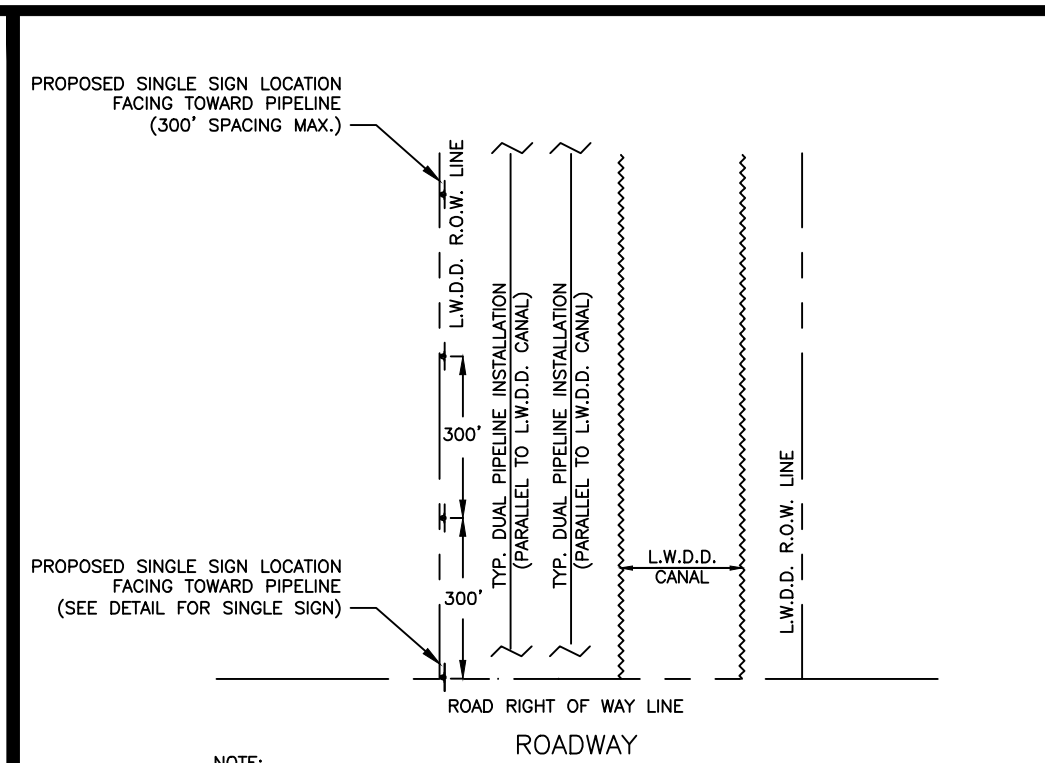 PROPOSED SINGLE SIGN LOCATION
FACING TOWARD PIPELINE
(300' SPACING MAX.)
L.W.D.D. R.O.W. LINE
TYP. DUAL PIPELINE INSTALLATION
(PARALLEL TO L.W.D.D. CANAL)
TYP. DUAL PIPELINE INSTALLATION
(PARALLEL TO L.W.D.D. CANAL)
300'
L.W.D.D.
CANAL
L.W.D.D. R.O.W. LINE
PROPOSED SINGLE SIGN LOCATION
FACING TOWARD PIPELINE
(SEE DETAIL FOR SINGLE SIGN)
300'
ROAD RIGHT OF WAY LINE
ROADWAY
NOTE: